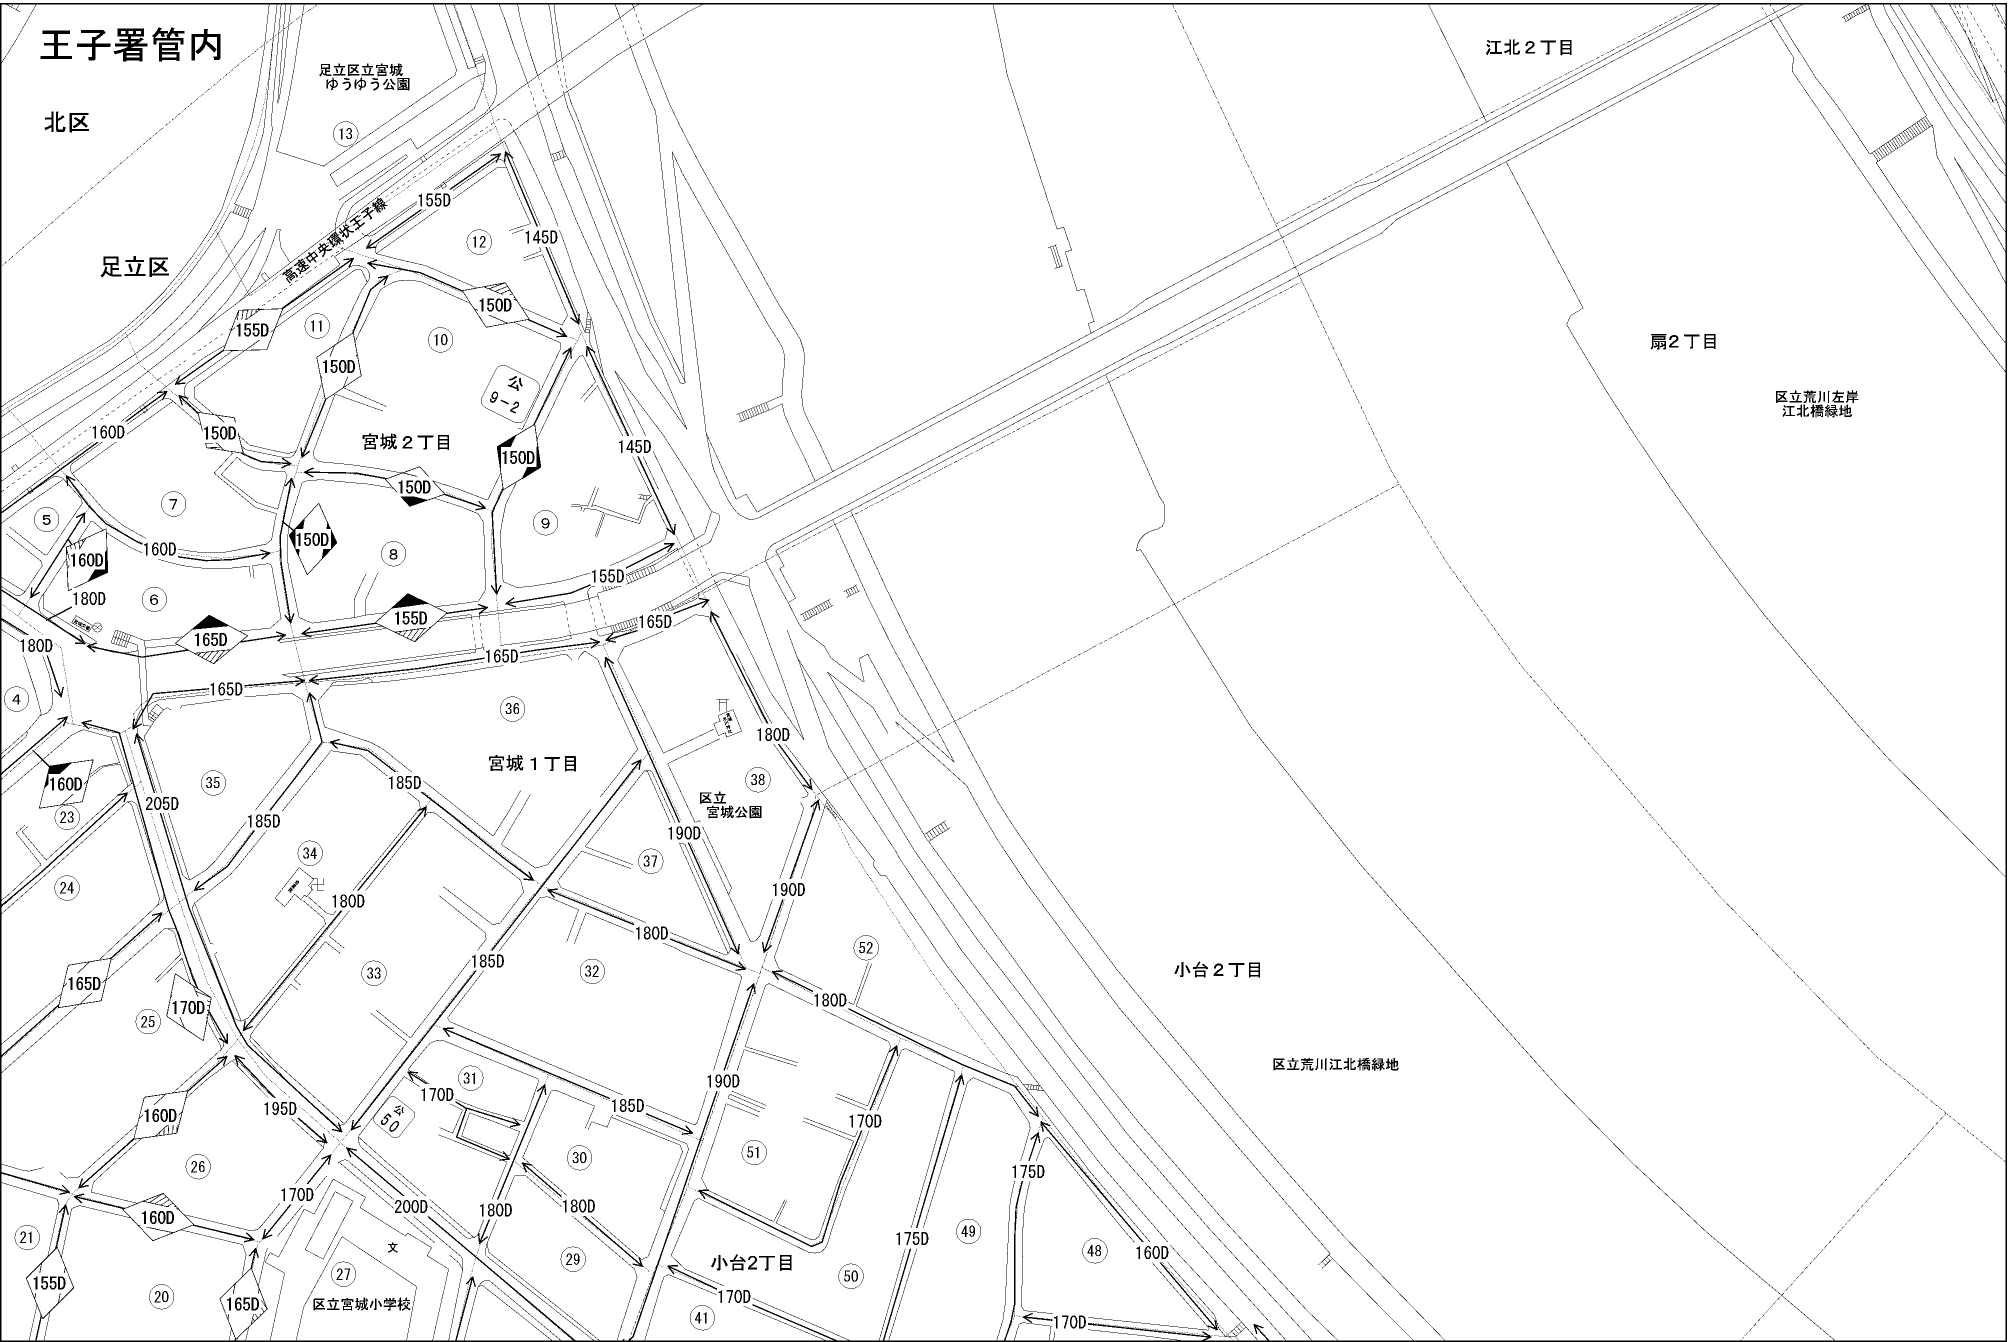 王子署管内
北区
足立区
足立区立宮城
ゆうゆう公園
13
江北２丁目
155D
高速中央環状王子線
12
145D
150D
155D
11
10
150D
扇２丁目
公
9－2
区立荒川左岸
江北橋緑地
160D
150D
宮城２丁目
145D
150D
150D
7
5
9
150D
160D
8
160D
155D
180D
6
155D
165D
165D
180D
165D
165D
4
36
180D
宮城１丁目
38
35
185D
160D
区立
宮城公園
205D
23
185D
190D
34
37
24
190D
180D
180D
52
185D
33
32
小台２丁目
165D
180D
170D
25
区立荒川江北橋緑地
31
190D
170D
195D
185D
公
50
160D
170D
51
30
26
175D
170D
200D
180D
180D
160D
21
文
49
175D
48
160D
29
小台2丁目
27
50
155D
20
165D
区立宮城小学校
170D
41
170D